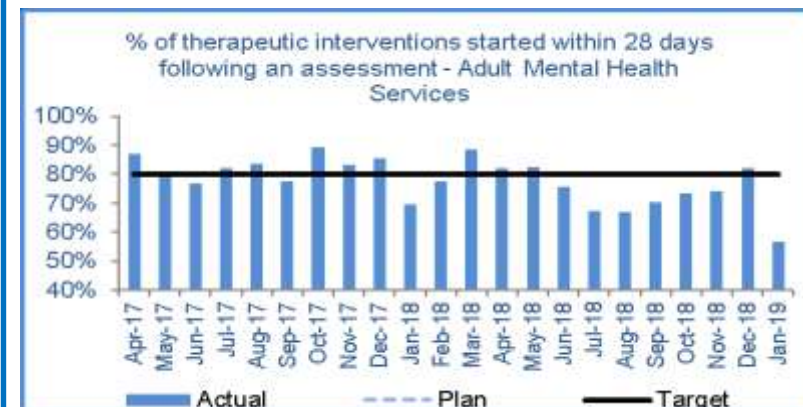 % of therapeutic interventions started within 28 days
following an assessment - Adult Mental Health
Services
100%
90%
80%
70%
60%
50%
40%
Apr-17
May-17
Jun-17
Jul-17
Aug-17
Sep-17
Oct-17
Nov-17
Dec-17
Jan-18
Feb-18
Mar-18
Apr-18
May-18
Jun-18
Jul-18
Aug-18
Sep-18
Oct-18
Nov-18
Dec-18
Jan-19
Actual Plan Target